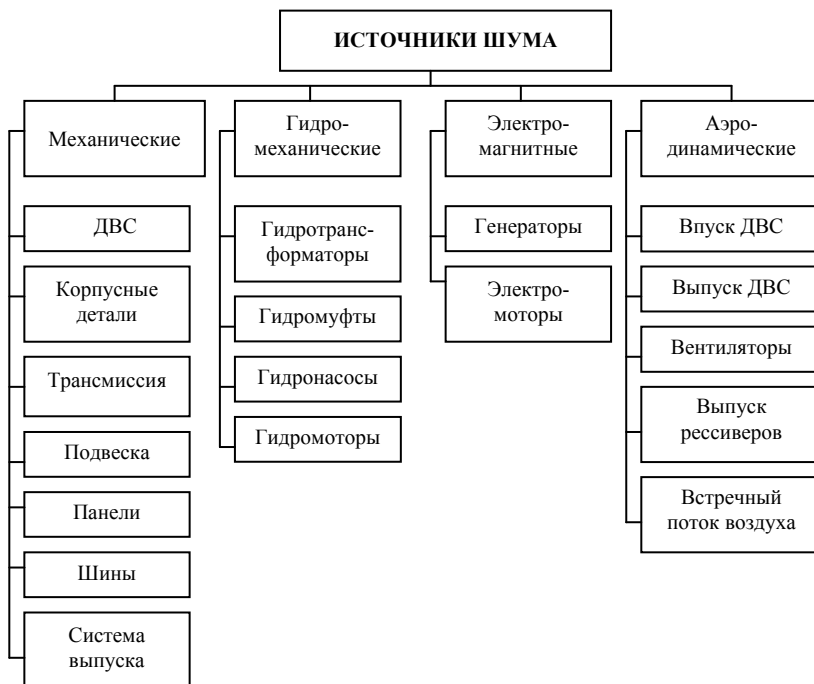 ИСТОЧНИКИ ШУМА
Механические
ДВС
Корпусные
детали
Трансмиссия
Подвеска
Панели
Шины
Система
выпуска
Гидро-
механические
Гидротранс-
форматоры
Гидромуфты
Гидронасосы
Гидромоторы
Электро-
магнитные
Генераторы
Электро-
моторы
Аэро-
динамические
Впуск ДВС
Выпуск ДВС
Вентиляторы
Выпуск
рессиверов
Встречный
поток воздуха